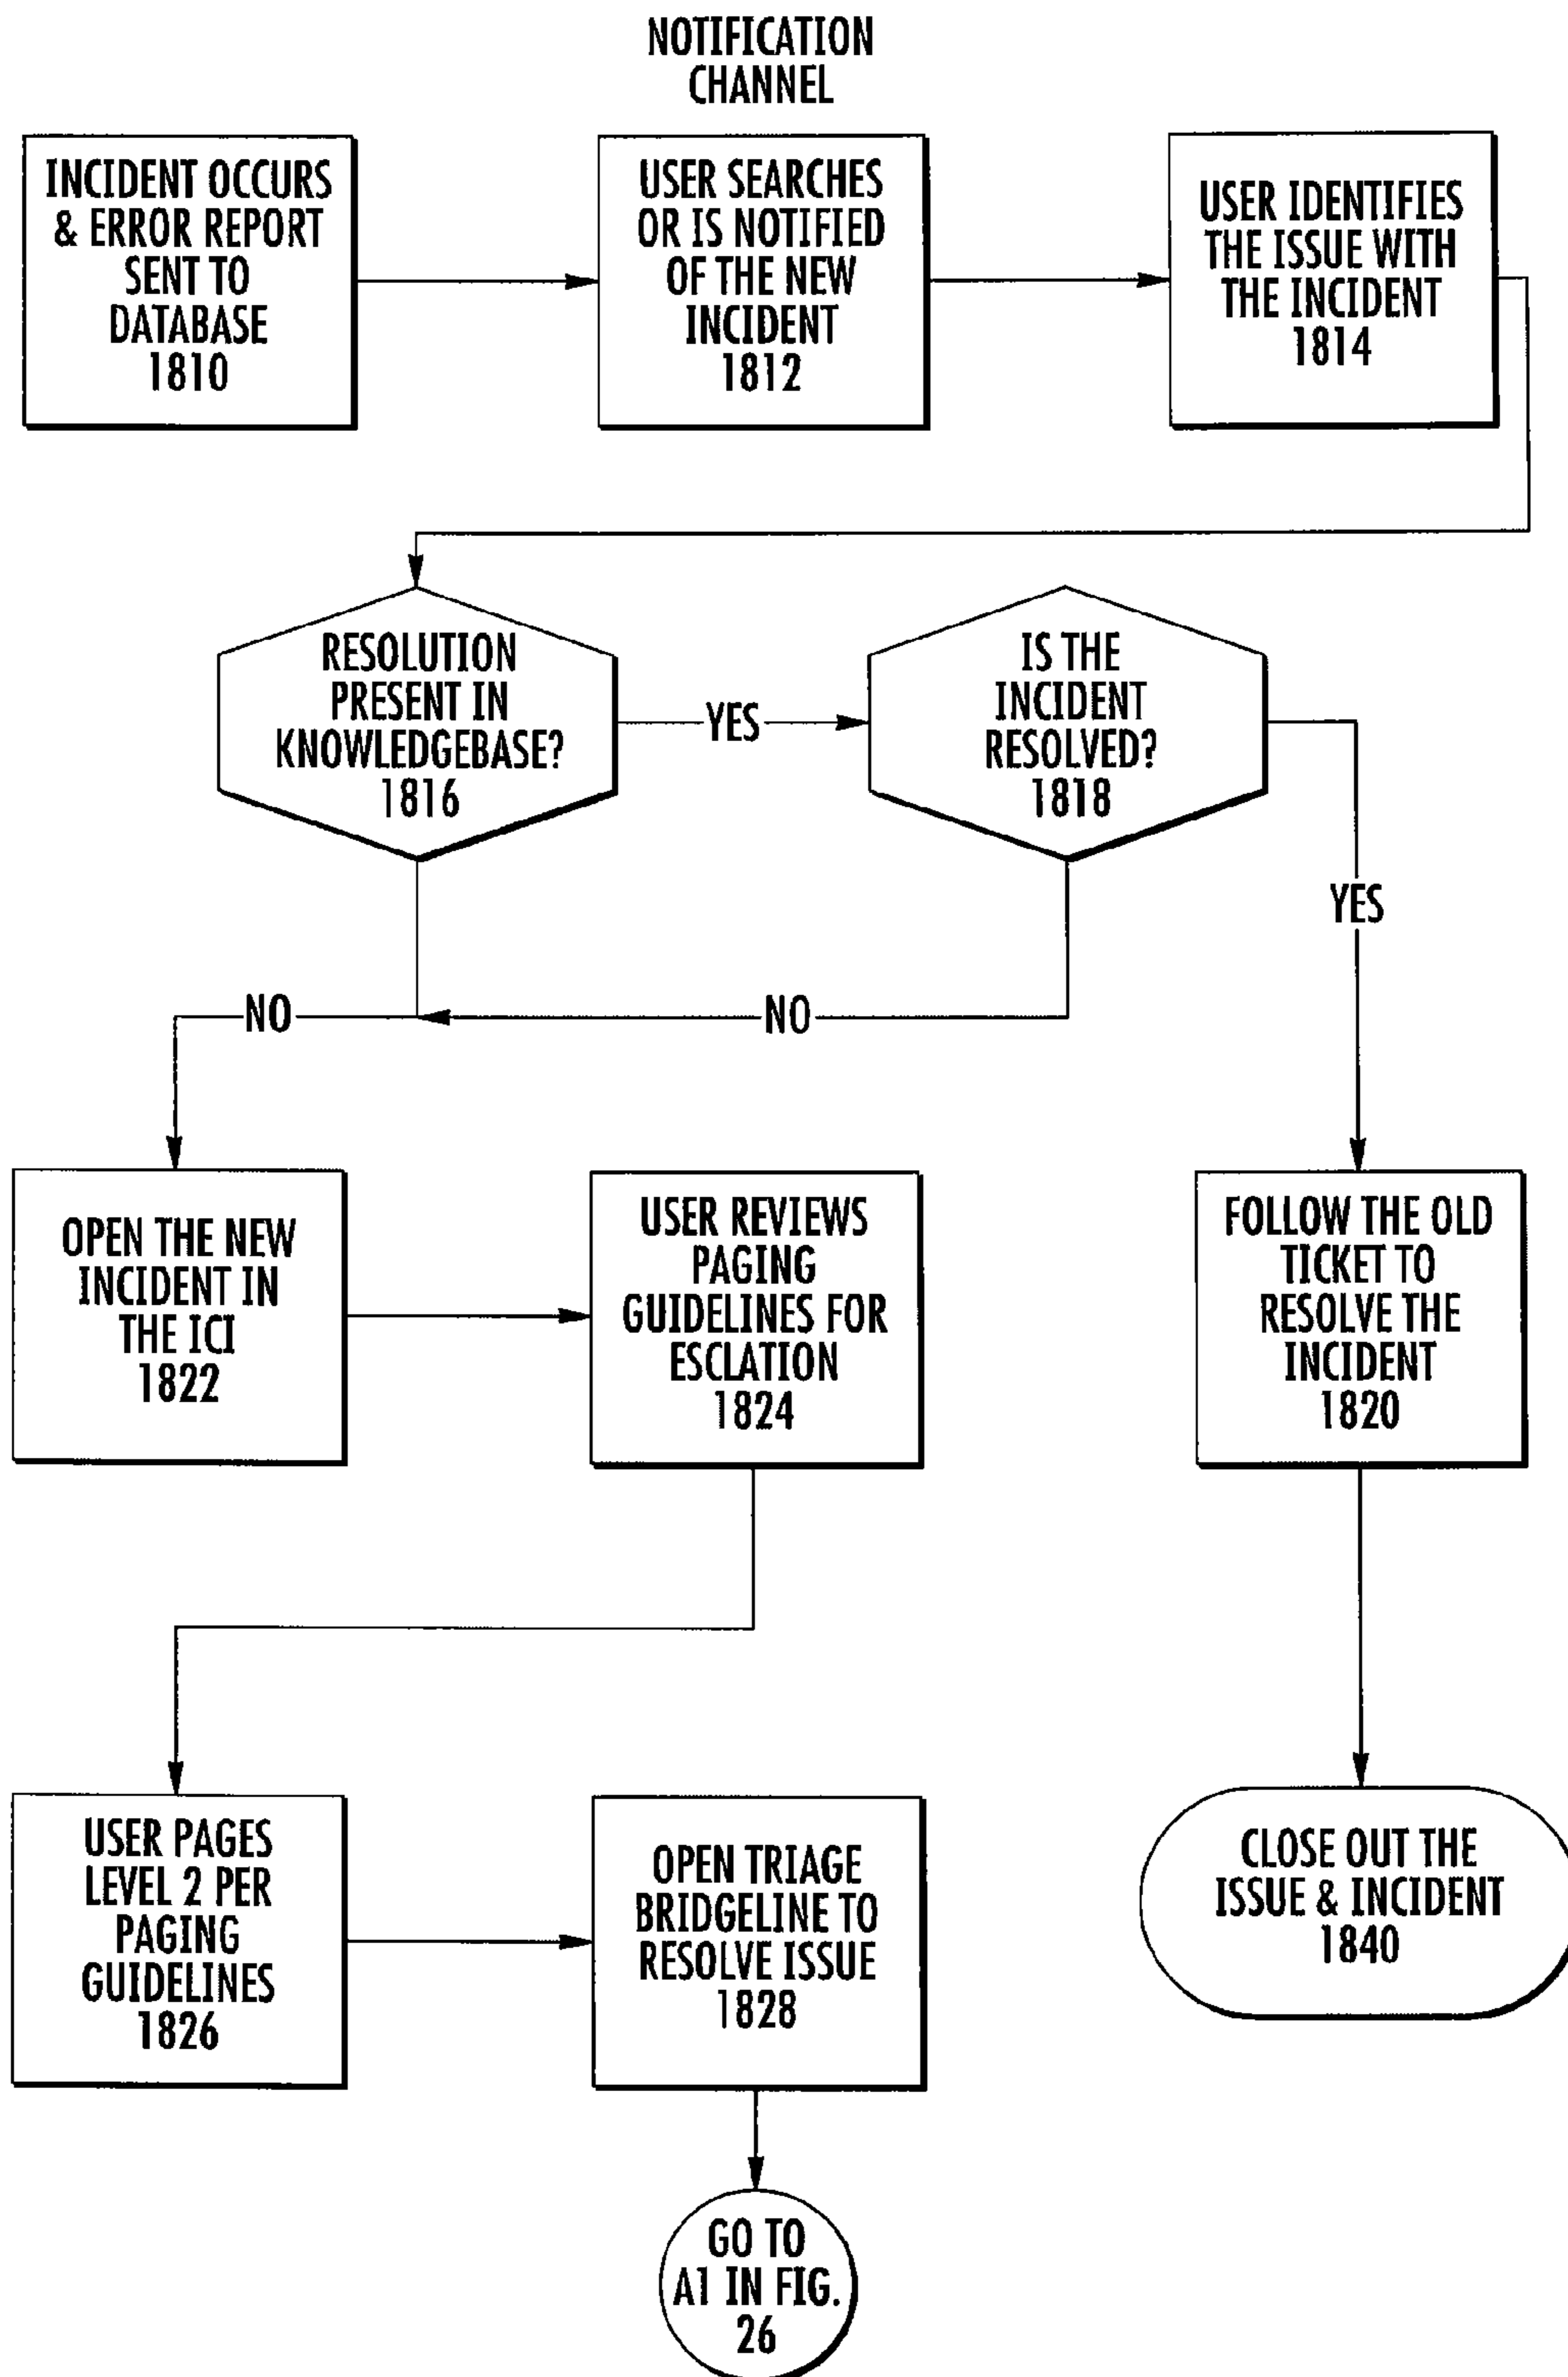 NOTIFICATION
CHANNEL
INCIDENT OCCURS
& ERROR REPORT
SENT TO
DATABASE
1810
USER SEARCHES
OR IS NOTIFIED
OF THE NEW
INCIDENT
1812
USER IDENTIFIES
THE ISSUE WITH
THE INCIDENT
1814
RESOLUTION
PRESENT IN
KNOWLEDGEBASE?
1816
YES
IS THE
INCIDENT
RESOLVED?
1818
YES
NO
NO
OPEN THE NEW
INCIDENT IN
THE ICI
1822
USER REVIEWS
PAGING
GUIDELINES FOR
ESCLATION
1824
FOLLOW THE OLD
TICKET TO
RESOLVE THE
INCIDENT
1820
USER PAGES
LEVEL 2 PER
PAGING
GUIDELINES
1826
OPEN TRIAGE
BRIDGELINE TO
RESOLVE ISSUE
1828
CLOSE OUT THE
ISSUE & INCIDENT
1840
GO TO
A1 IN FIG.
26